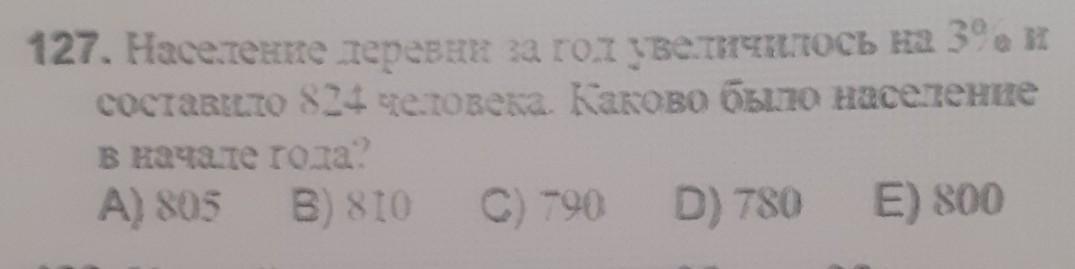 127. Население деревни за год увеличилось на 3% и
составило 824 человека. Каково было население
в начале года?
A) 805 B) 810 C) 790 D) 780 E) 800